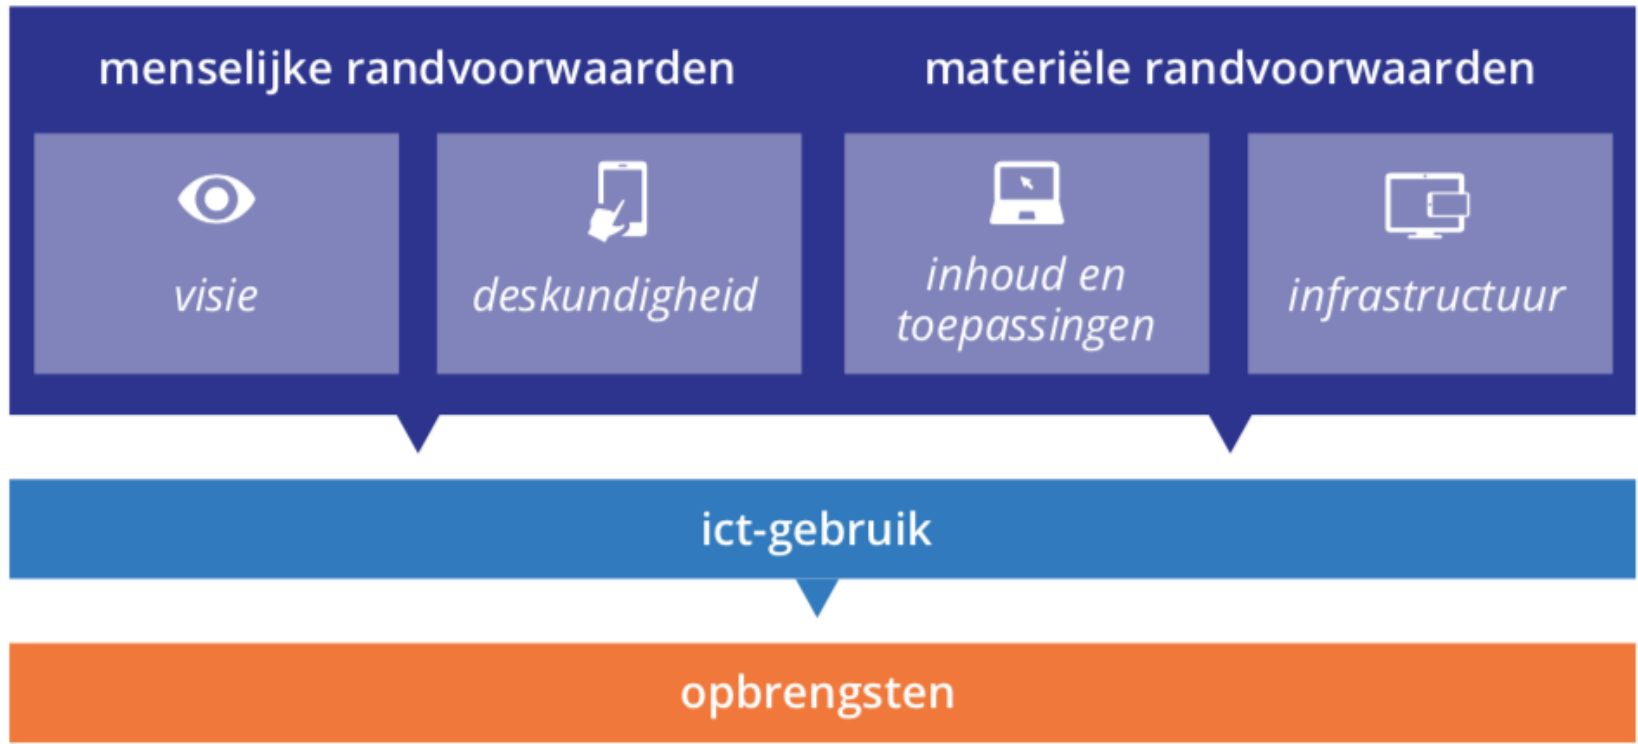 menselijke randvoorwaarden
materiële randvoorwaarden
visie
deskundigheid
inhoud en
toepassingen
infrastructuur
ict-gebruik
opbrengsten